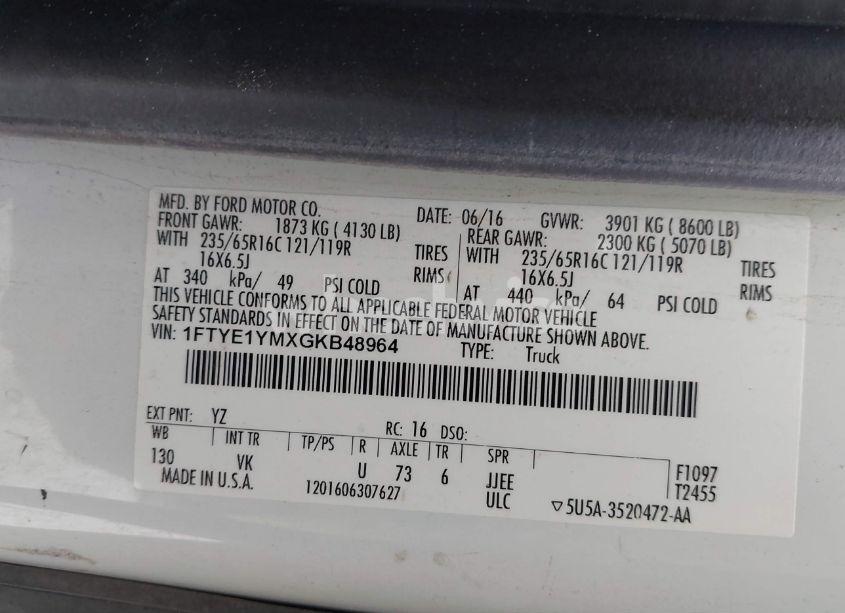 MFD. BY FORD MOTOR CO. DATE: 06/16 GVWR: 3901 KG ( 8600 LB)
FRONT GAWR: 1873 KG ( 4130 LB) REAR GAWR: 2300 KG ( 5070 LB)
WITH 235/65R16C 121/119R TIRES WITH 235/65R16C 121/119R TIRES
16X6.5J RIMS 16X6.5J RIMS
AT 340 kPa/ 49 PSI COLD AT 440 kPa/ 64 PSI COLD
THIS VEHICLE CONFORMS TO ALL APPLICABLE FEDERAL MOTOR VEHICLE
SAFETY STANDARDS IN EFFECT ON THE DATE OF MANUFACTURE SHOWN ABOVE.
VIN: 1FTYE1YMXGKB48964 TYPE: Truck
EXT PNT: YZ RC: 16 DSO:
WB INT TR TP/PS R AXLE TR SPR
130 VK U 73 6 JJEE F1097
MADE IN U.S.A. 1201606307627 ULC T2455
▽5U5A-3520472-AA